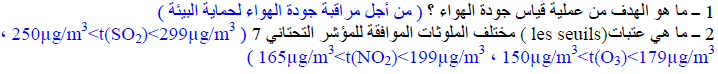 1 ـ ما هو الهدف من عملية قياس جودة الهواء ؟ ( من أجل مراقبة جودة الهواء لحماية البيئة )
2 ـ ما هي عتبات( les seuils) مختلف الملوثات الموافقة للمؤشر التحتاني 7 ( 250µg/m³<t(SO₂)<299µg/m³ ،
150µg/m³<t(O₃)<179µg/m³ ، 165µg/m³<t(NO₂)<199µg/m³ )